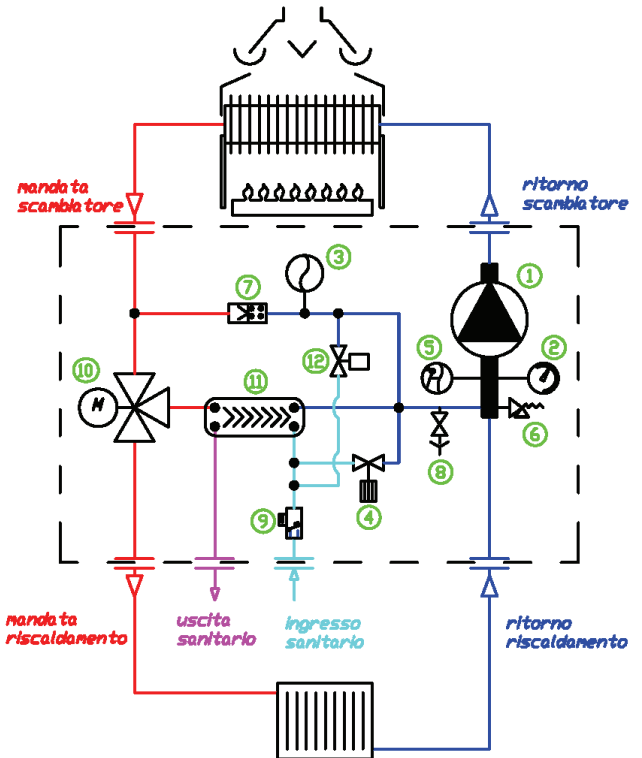 mandata
scambiatore
ritorno
scambiatore
3
1
7
5
2
12
10
M
11
6
8
4
9
mandata
riscaldamento
uscita
sanitario
ingresso
sanitario
ritorno
riscaldamento